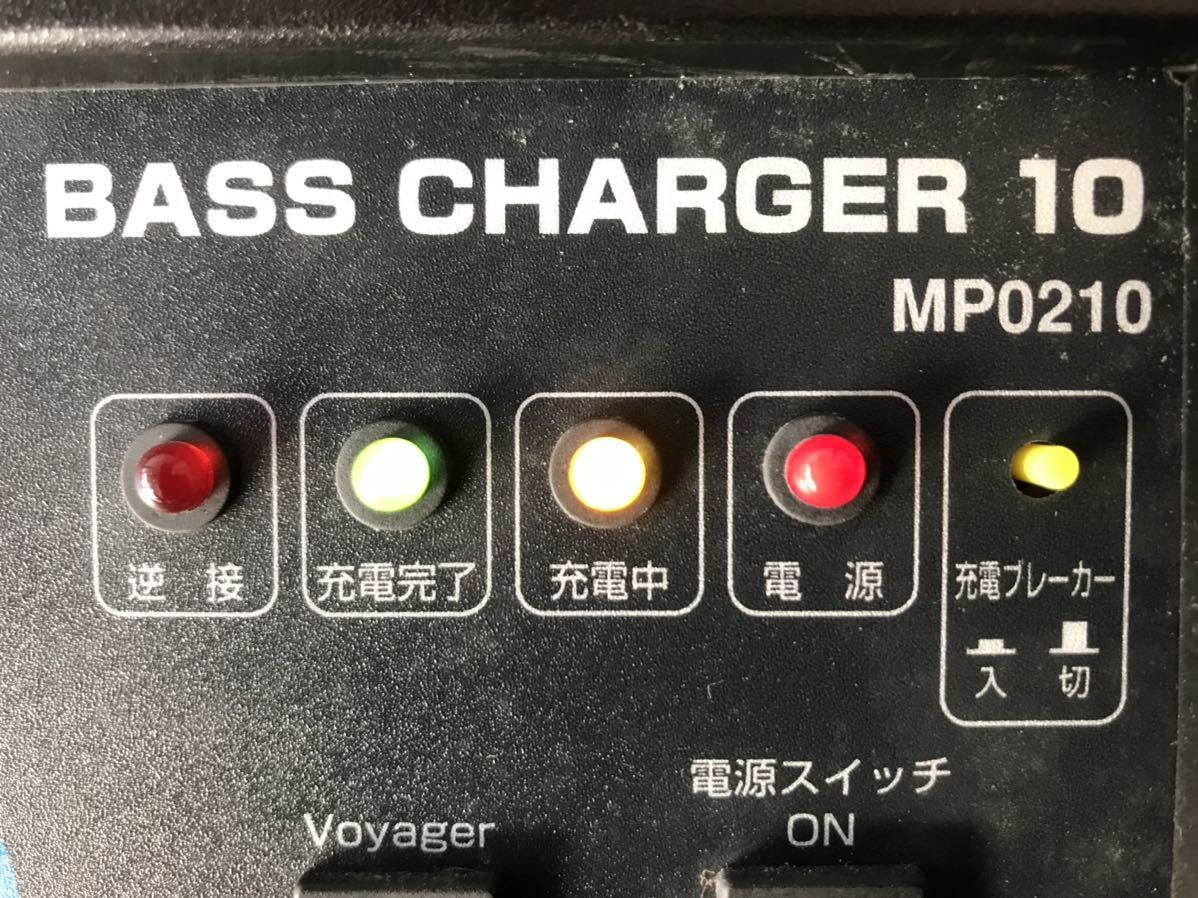 BASS CHARGER 10
MP0210
逆 接 充電完了 充電中 電 源 充電ブレーカー
入 切
電源スイッチ
Voyager ON